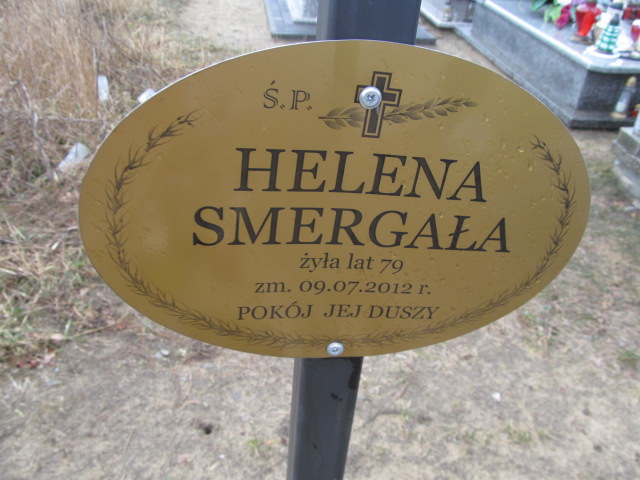 Ś.P.
HELENA
SMERGAŁA
żyła lat 79
zm. 09.07.2012 r.
POKÓJ JEJ DUSZY